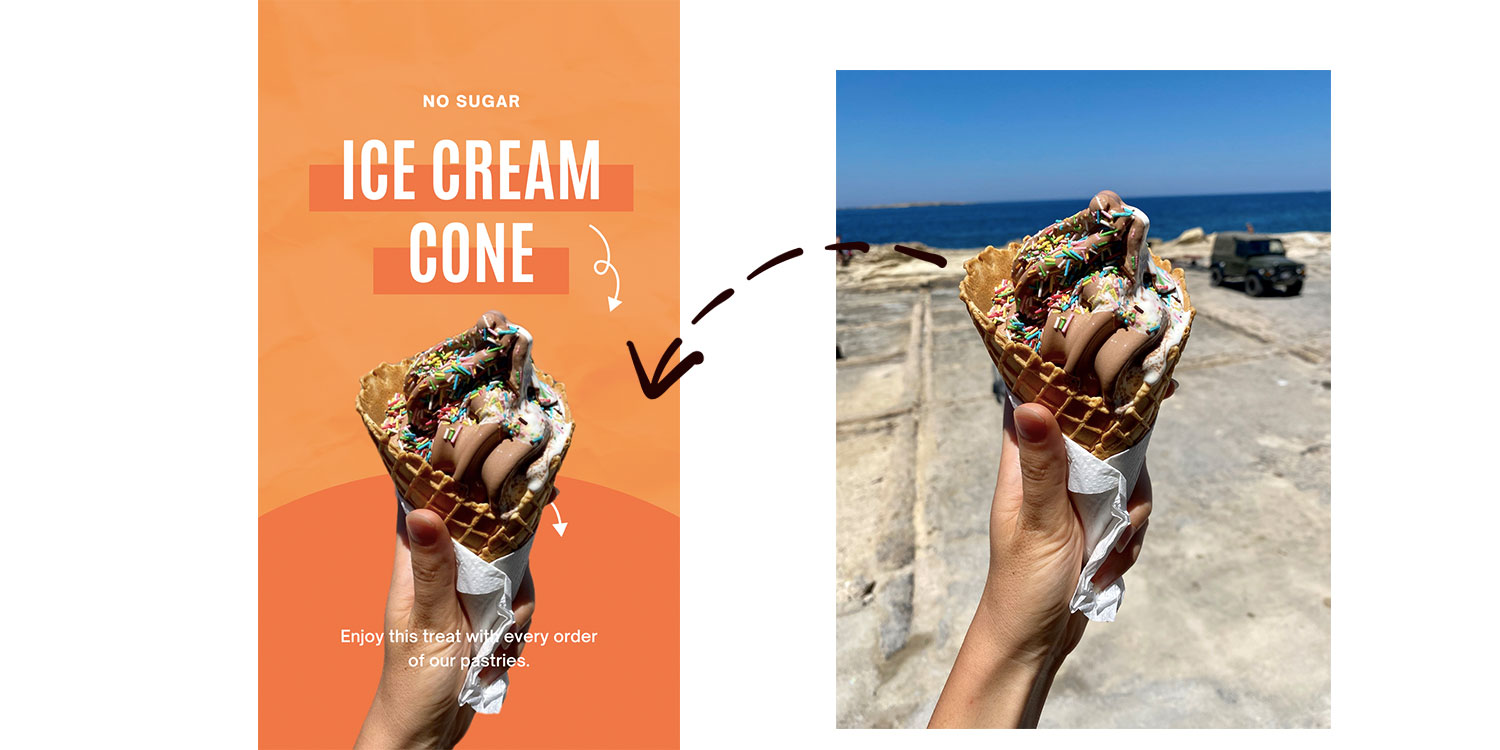 NO SUGAR
ICE CREAM
CONE
Enjoy this treat with every order
of our pastries.